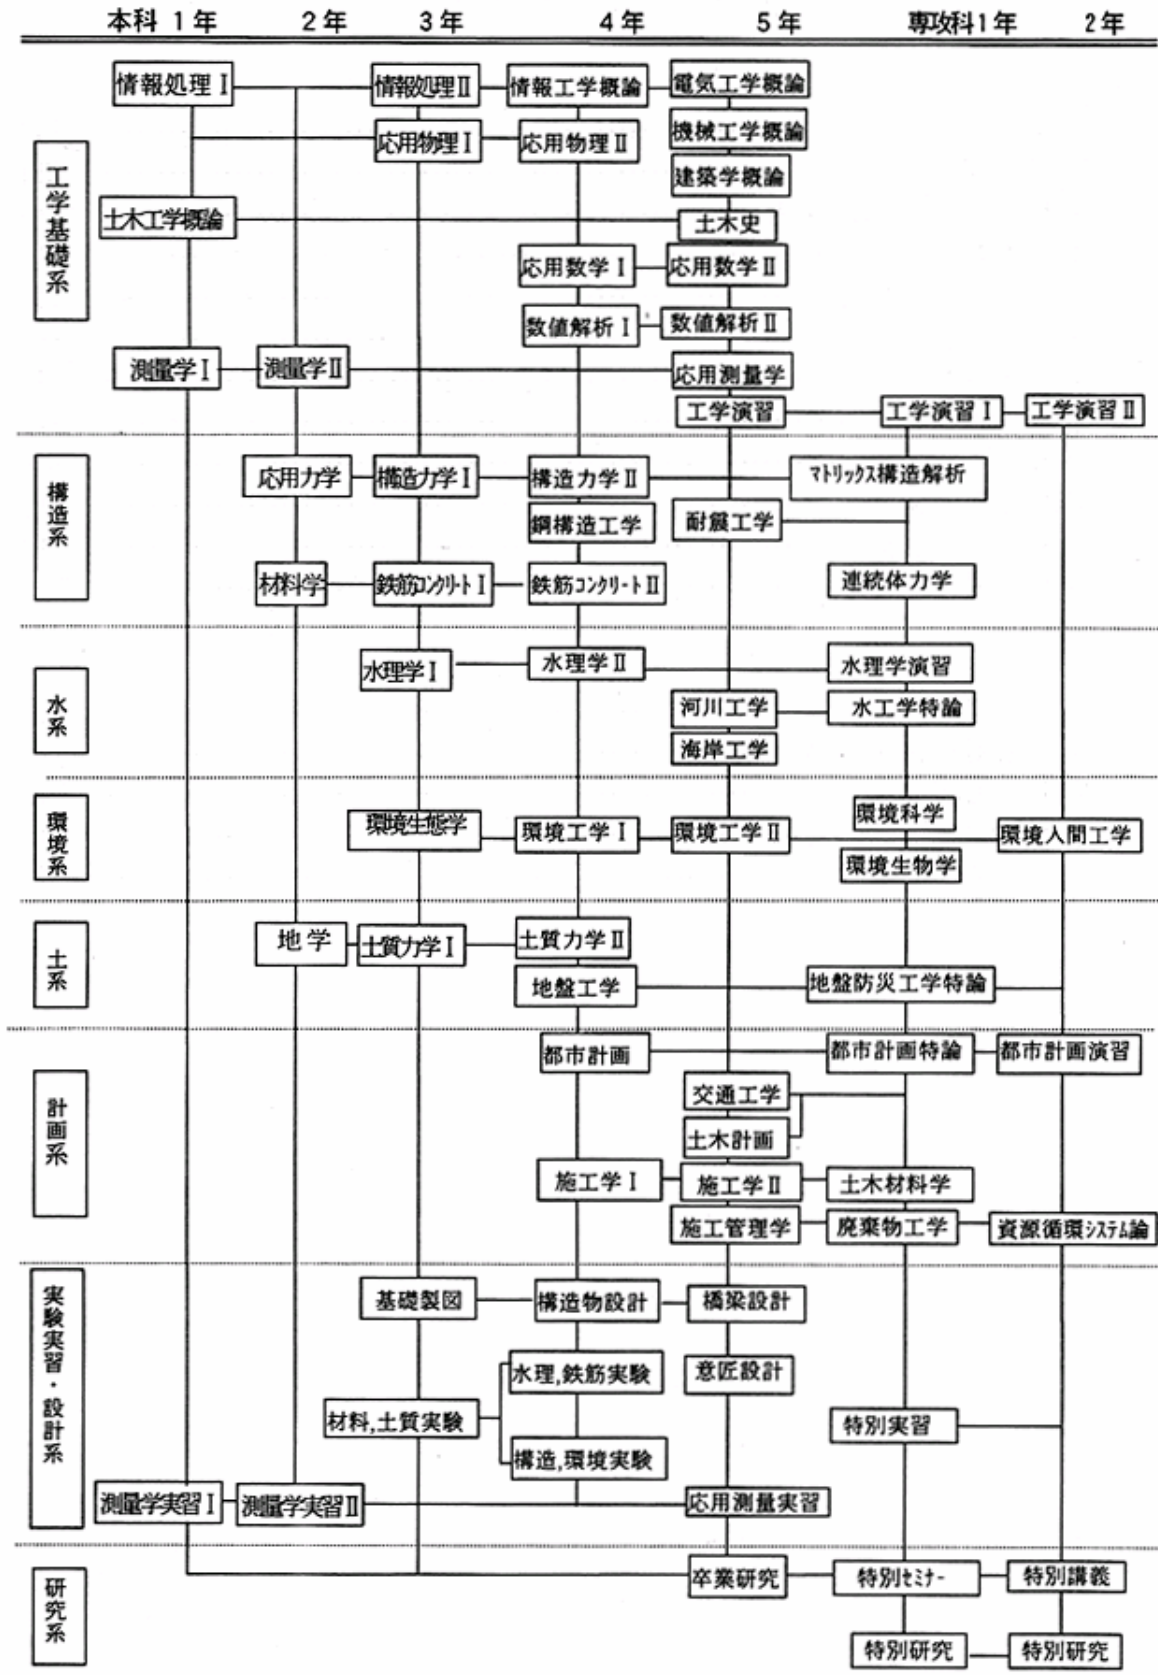 本科 1年 2年 3年 4年 5年 専攻科1年 2年
工学基礎系
情報処理Ⅰ 情報処理Ⅱ 情報工学概論 電気工学概論
機械工学概論
応用物理Ⅰ 応用物理Ⅱ
建築学概論
土木工学概論 土木史
応用数学Ⅰ 応用数学Ⅱ
数値解析Ⅰ 数値解析Ⅱ
測量学Ⅰ 測量学Ⅱ 応用測量学
工学演習 工学演習Ⅰ 工学演習Ⅱ
構造系
応用力学 構造力学Ⅰ 構造力学Ⅱ マトリックス構造解析
鋼構造工学 耐震工学
材料学 鉄筋コンクリートⅠ 鉄筋コンクリートⅡ 連続体力学
水系
水理学Ⅰ 水理学Ⅱ 水理学演習
河川工学 水工学特論
海岸工学
環境系
環境科学
環境生態学 環境工学Ⅰ 環境工学Ⅱ 環境人間工学
環境生物学
土系
地学 土質力学Ⅰ 土質力学Ⅱ
地盤工学 地盤防災工学特論
計画系
都市計画 都市計画特論 都市計画演習
交通工学
土木計画
施工学Ⅰ 施工学Ⅱ 土木材料学
施工管理学 廃棄物工学 資源循環システム論
実験実習・設計系
基礎製図 構造物設計 橋梁設計
水理,鉄筋実験 意匠設計
材料,土質実験 特別実習
構造,環境実験
測量学実習Ⅰ 測量学実習Ⅱ 応用測量実習
研究系
卒業研究 特別セミナー 特別講義
特別研究 特別研究